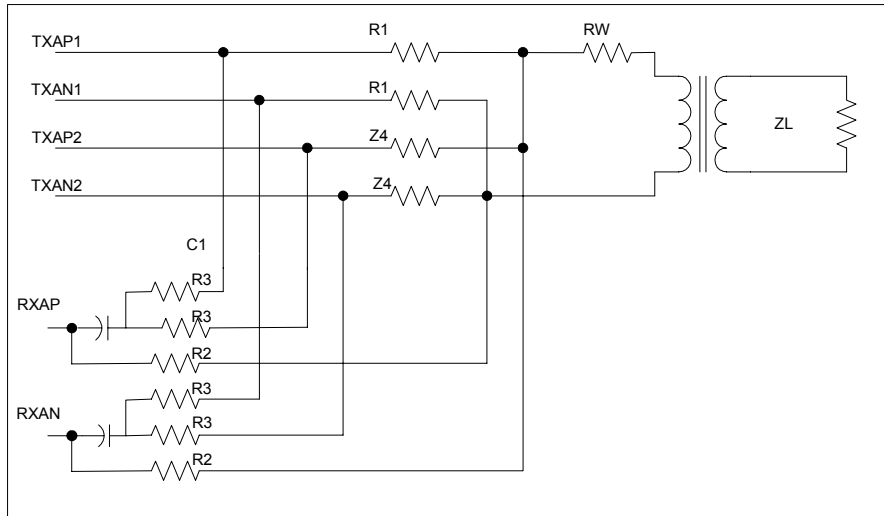 TXAP1
R1
RW
TXAN1
R1
TXAP2
Z4
ZL
TXAN2
Z4
C1
R3
RXAP
R3
R2
R3
RXAN
R3
R2